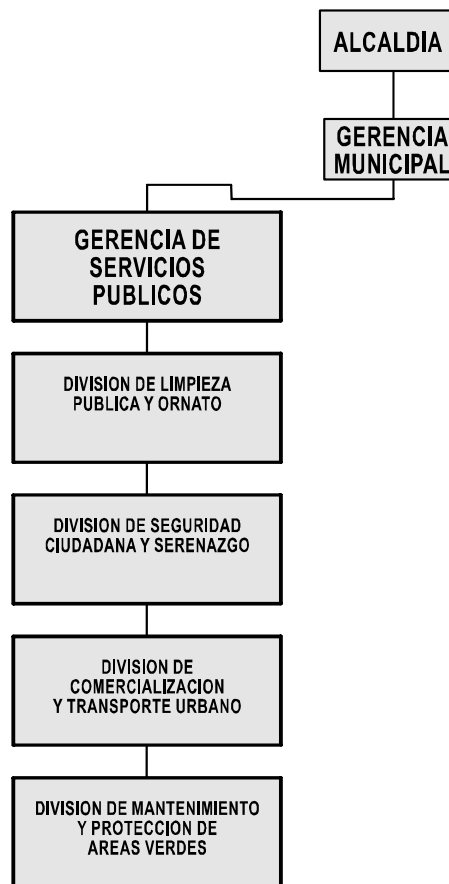 ALCALDIA
GERENCIA
MUNICIPAL
GERENCIA DE
SERVICIOS
PUBLICOS
DIVISION DE LIMPIEZA
PUBLICA Y ORNATO
DIVISION DE SEGURIDAD
CIUDADANA Y SERENAZGO
DIVISION DE
COMERCIALIZACION
Y TRANSPORTE URBANO
DIVISION DE MANTENIMIENTO
Y PROTECCION DE
AREAS VERDES